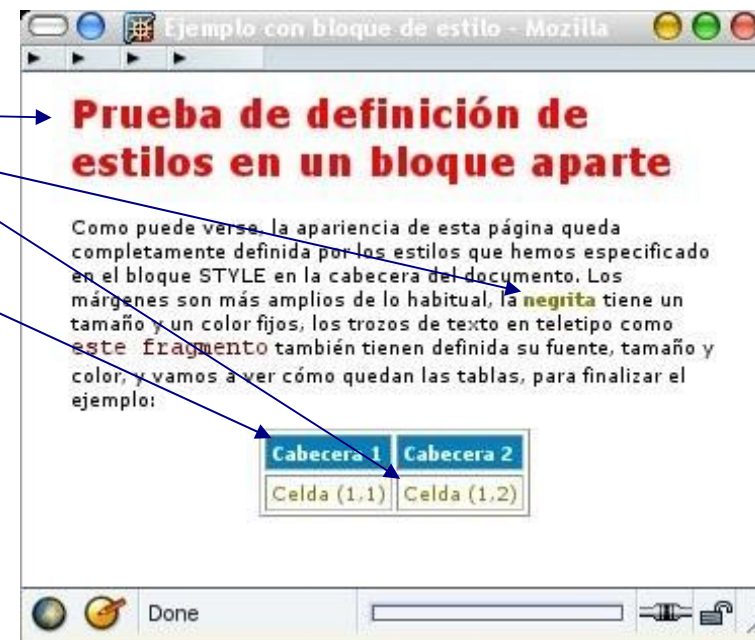 Ejemplo con bloque de estilo - Mozilla
Prueba de definición de
estilos en un bloque aparte
Como puede verse, la apariencia de esta página queda
completamente definida por los estilos que hemos especificado
en el bloque STYLE en la cabecera del documento. Los
márgenes son más amplios de lo habitual, la negrita tiene un
tamaño y un color fijos, los trozos de texto en teletipo como
este fragmento también tienen definida su fuente, tamaño y
color, y vamos a ver cómo quedan las tablas, para finalizar el
ejemplo:
Cabecera 1 Cabecera 2
Celda (1,1) Celda (1,2)
Done